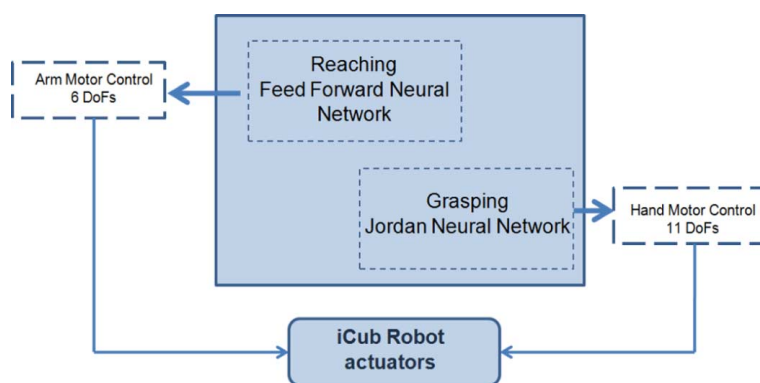 Reaching
Feed Forward Neural
Network
Arm Motor Control
6 DoFs
Grasping
Jordan Neural Network
Hand Motor Control
11 DoFs
iCub Robot
actuators